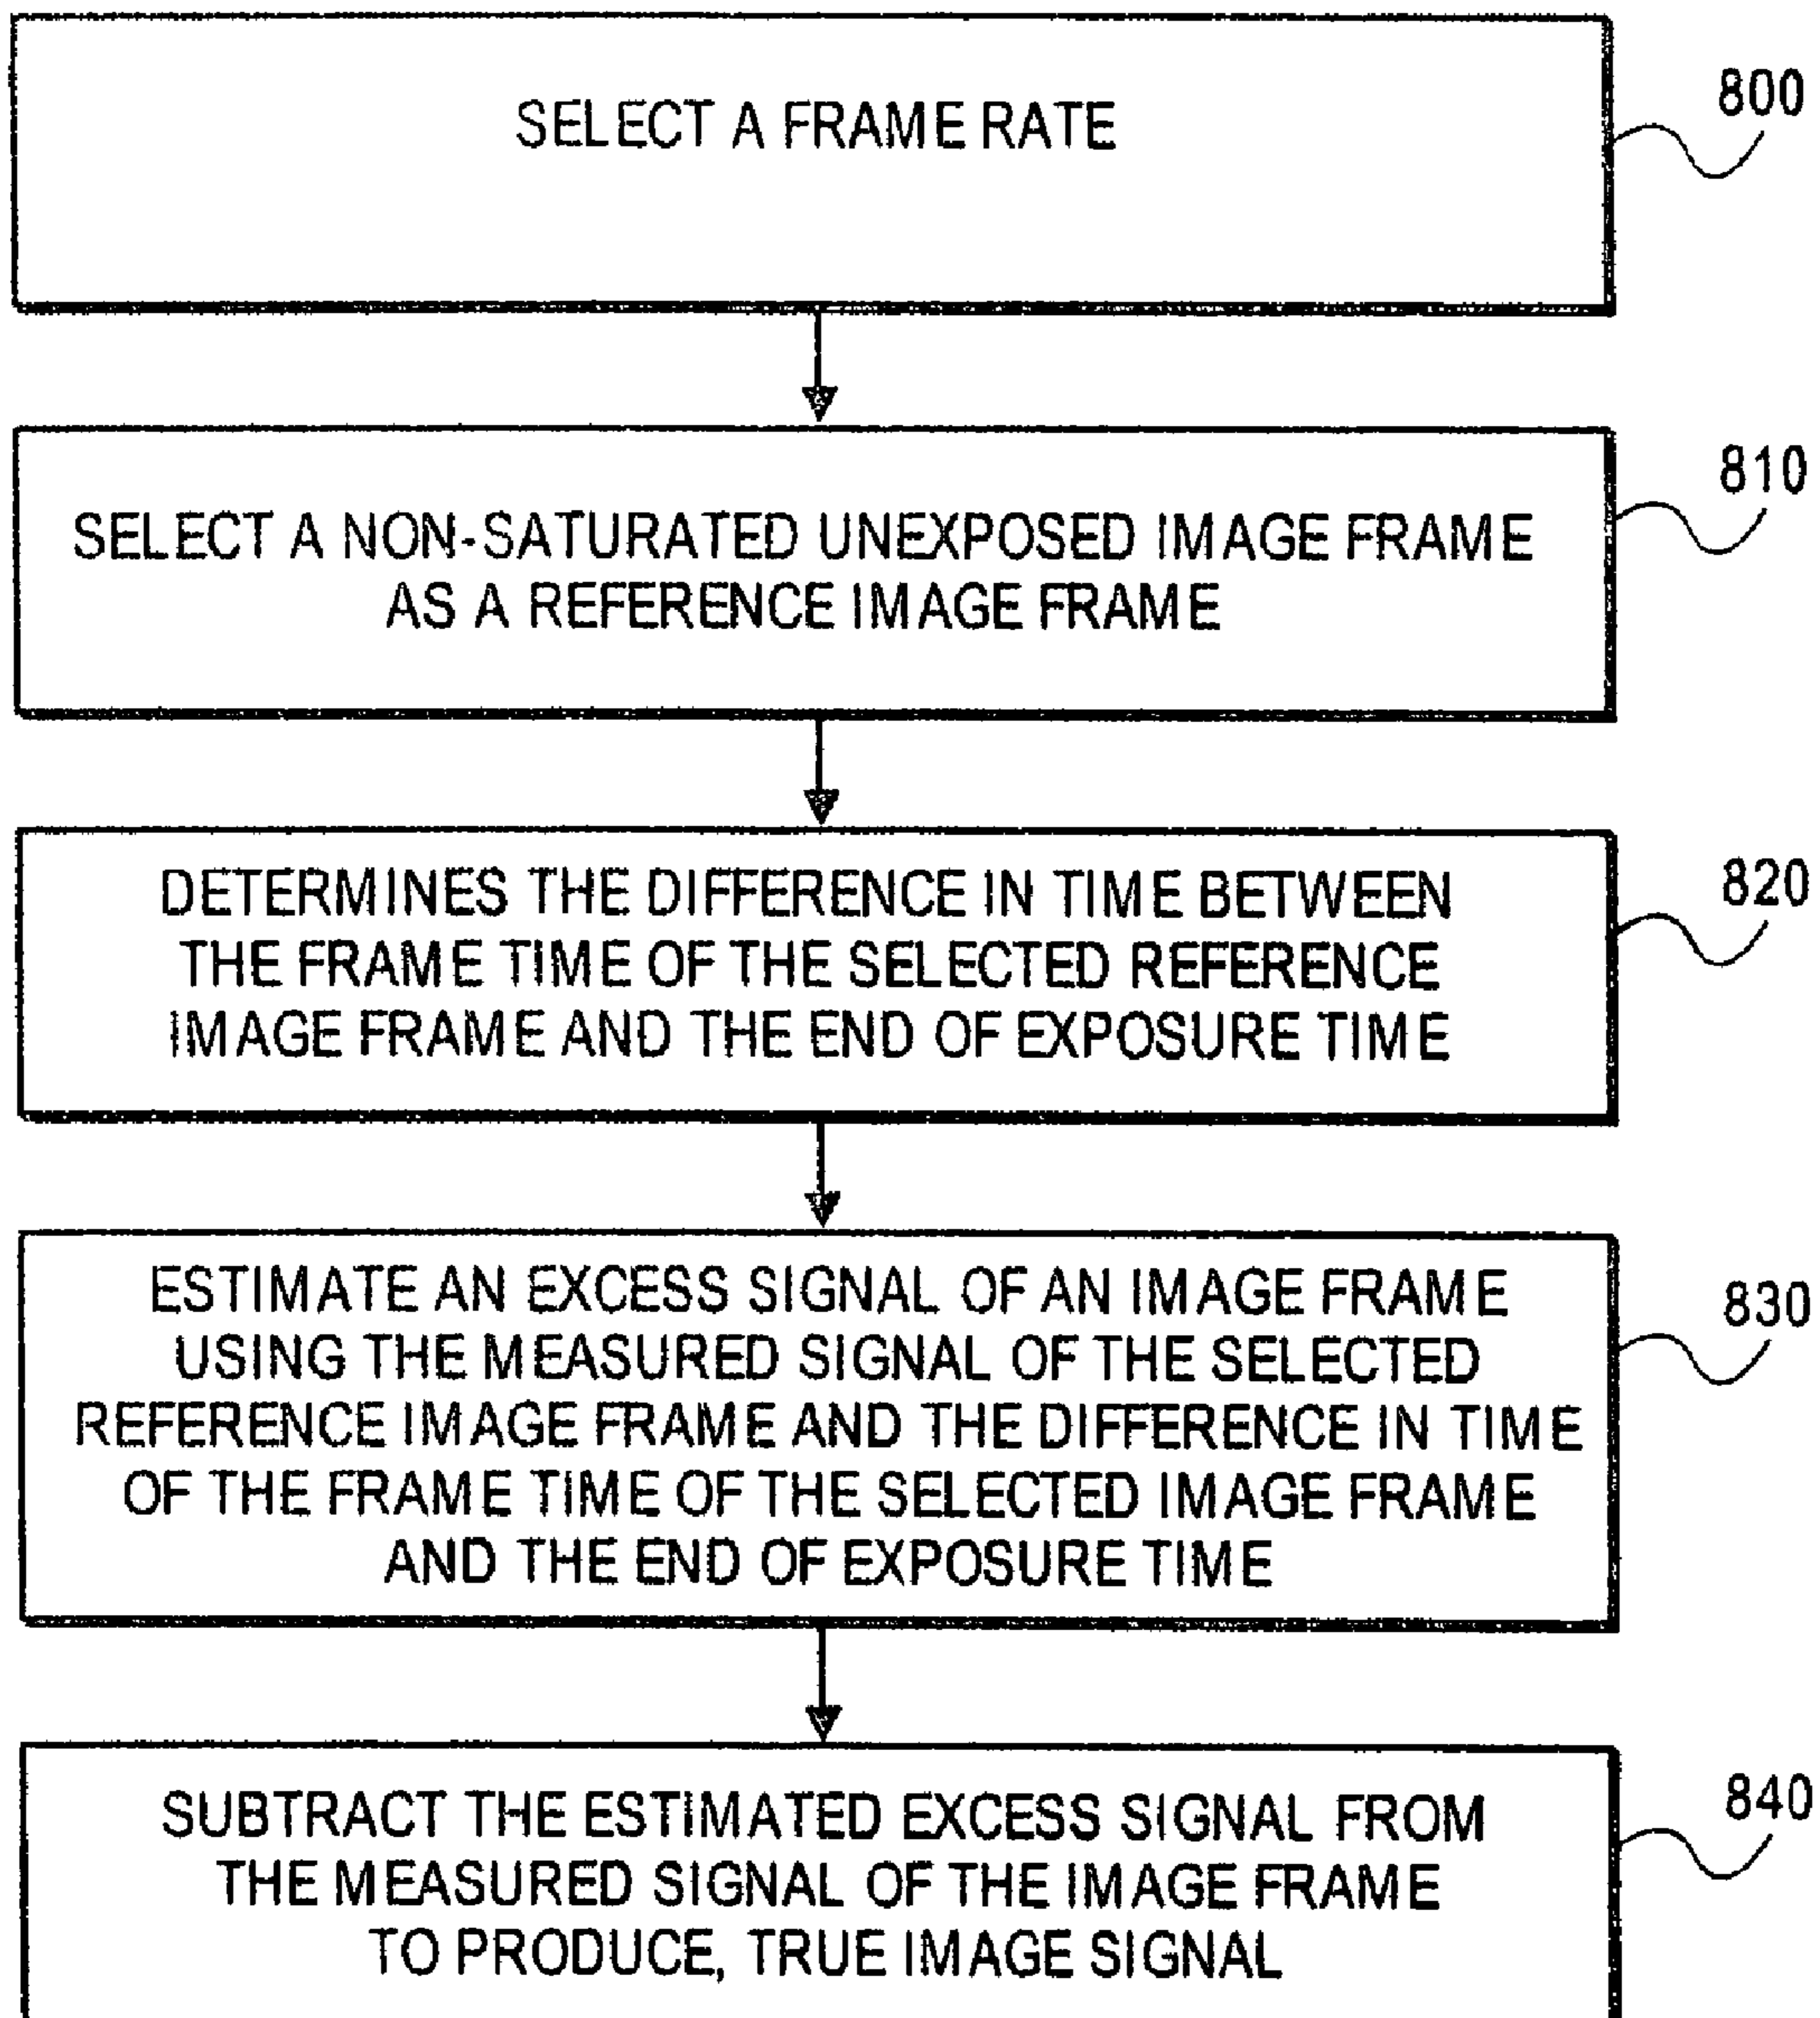 SELECT A FRAME RATE
800
SELECT A NON-SATURATED UNEXPOSED IMAGE FRAME
AS A REFERENCE IMAGE FRAME
810
DETERMINES THE DIFFERENCE IN TIME BETWEEN
THE FRAME TIME OF THE SELECTED REFERENCE
IMAGE FRAME AND THE END OF EXPOSURE TIME
820
ESTIMATE AN EXCESS SIGNAL OF AN IMAGE FRAME
USING THE MEASURED SIGNAL OF THE SELECTED
REFERENCE IMAGE FRAME AND THE DIFFERENCE IN TIME
OF THE FRAME TIME OF THE SELECTED IMAGE FRAME
AND THE END OF EXPOSURE TIME
830
SUBTRACT THE ESTIMATED EXCESS SIGNAL FROM
THE MEASURED SIGNAL OF THE IMAGE FRAME
TO PRODUCE, TRUE IMAGE SIGNAL
840